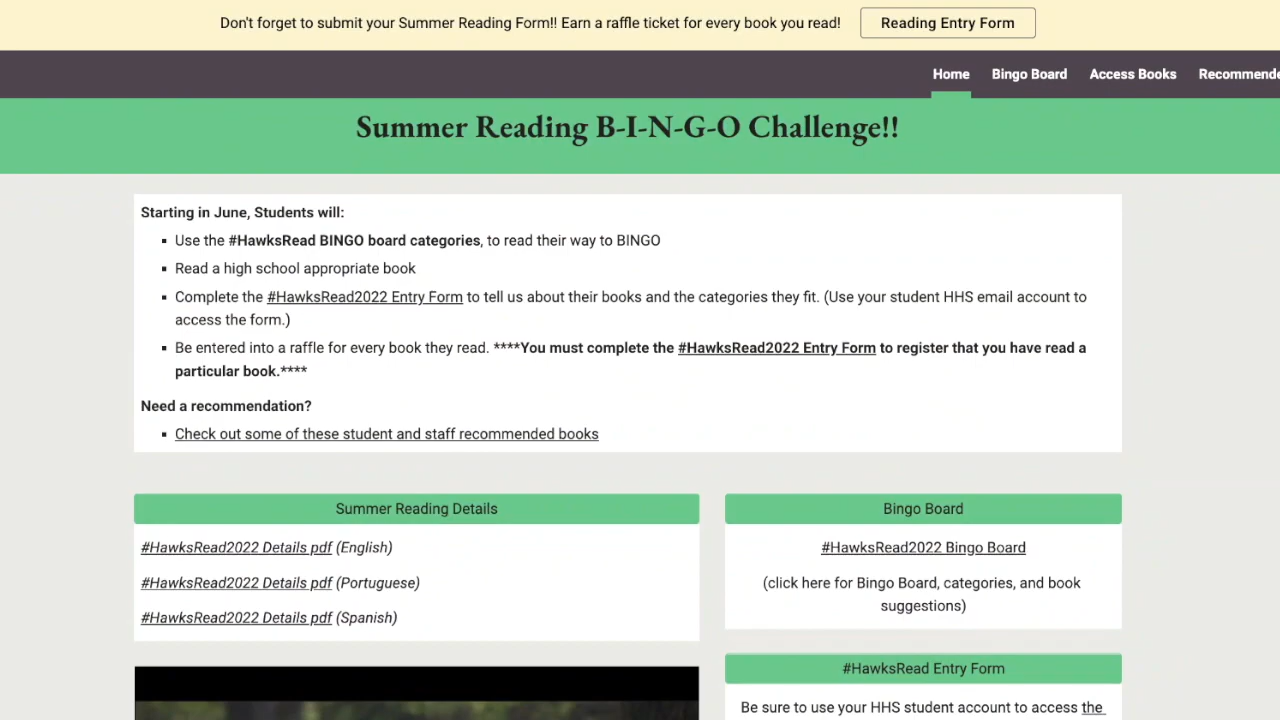 Don't forget to submit your Summer Reading Form!! Earn a raffle ticket for every book you read!
Reading Entry Form
Home
Bingo Board
Access Books
Summer Reading B-I-N-G-O Challenge!!
Starting in June, Students will:
Use the #HawksRead BINGO board categories, to read their way to BINGO
Read a high school appropriate book
Complete the #HawksRead2022 Entry Form to tell us about their books and the categories they fit. (Use your student HHS email account to
access the form.)
Be entered into a raffle for every book they read. ****You must complete the #HawksRead2022 Entry Form to register that you have read a
particular book.****
Need a recommendation?
Check out some of these student and staff recommended books
Summer Reading Details
#HawksRead2022 Details pdf (English)
#HawksRead2022 Details pdf (Portuguese)
#HawksRead2022 Details pdf (Spanish)
Bingo Board
#HawksRead2022 Bingo Board
(click here for Bingo Board, categories, and book
suggestions)
#HawksRead Entry Form
Be sure to use your HHS student account to access the